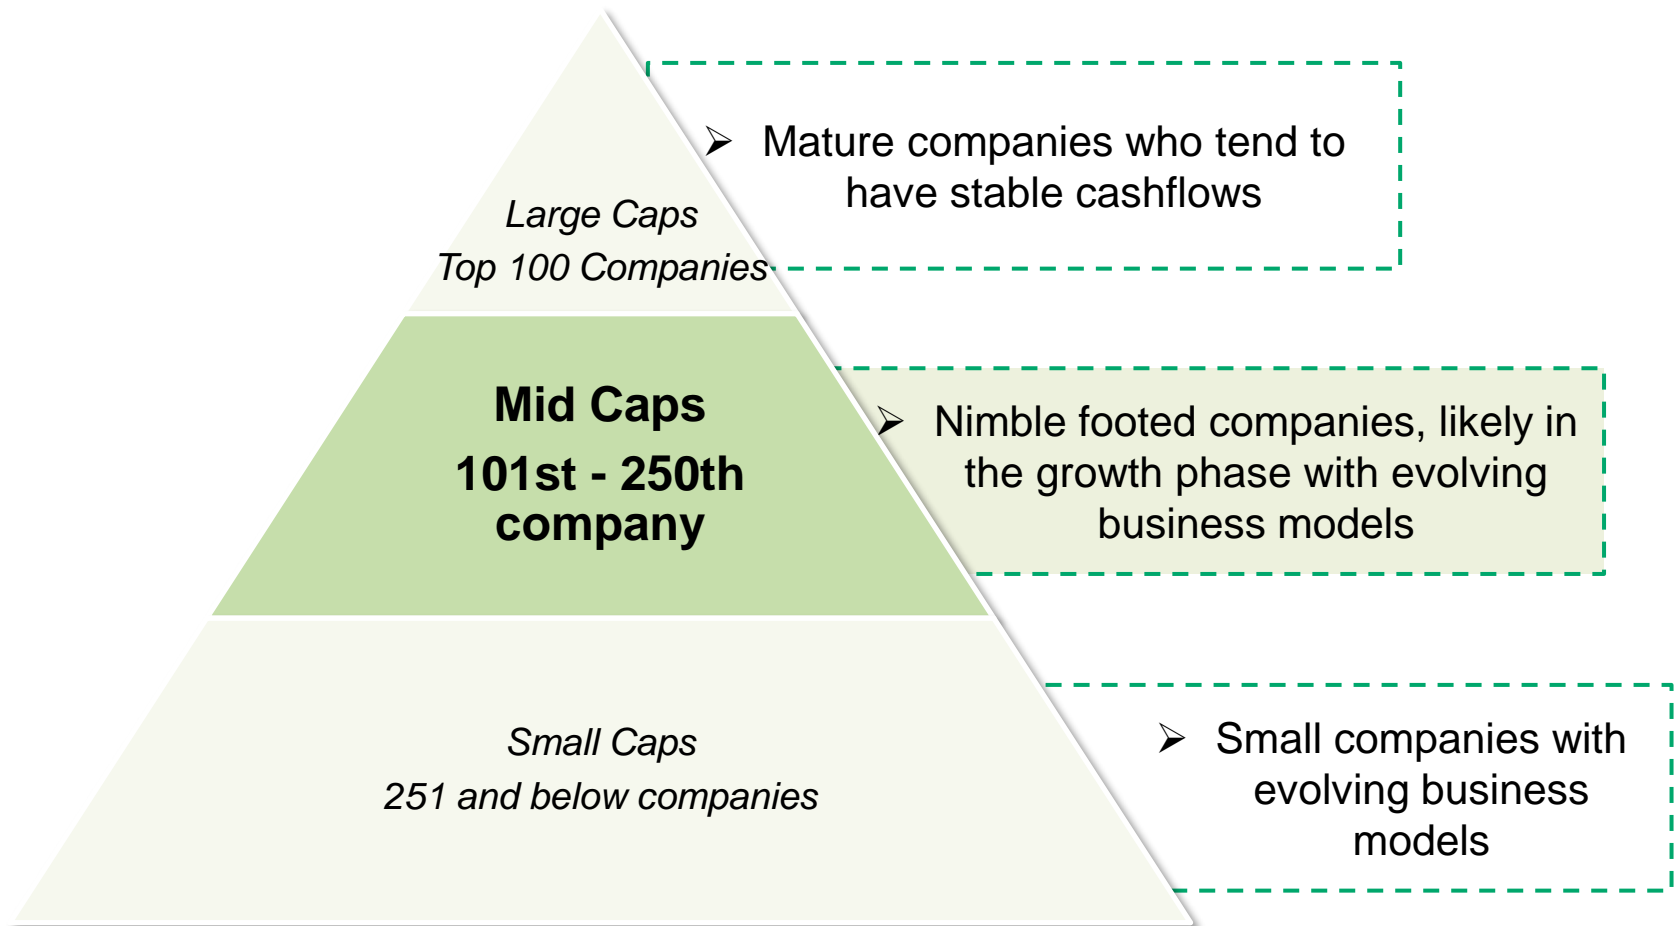 Large Caps
Top 100 Companies
➢ Mature companies who tend to
have stable cashflows
Mid Caps
101st - 250th
company
➢ Nimble footed companies, likely in
the growth phase with evolving
business models
Small Caps
251 and below companies
➢ Small companies with
evolving business
models